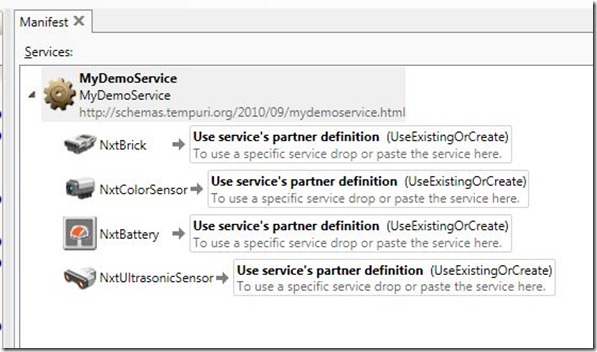 Manifest
Services:
MyDemoService
MyDemoService
http://schemas.tempuri.org/2010/09/mydemoservice.html
NxtBrick
Use service's partner definition (UseExistingOrCreate)
To use a specific service drop or paste the service here.
NxtColorSensor
Use service's partner definition (UseExistingOrCreate)
To use a specific service drop or paste the service here.
NxtBattery
Use service's partner definition (UseExistingOrCreate)
To use a specific service drop or paste the service here.
NxtUltrasonicSensor
Use service's partner definition (UseExistingOrCreate)
To use a specific service drop or paste the service here.